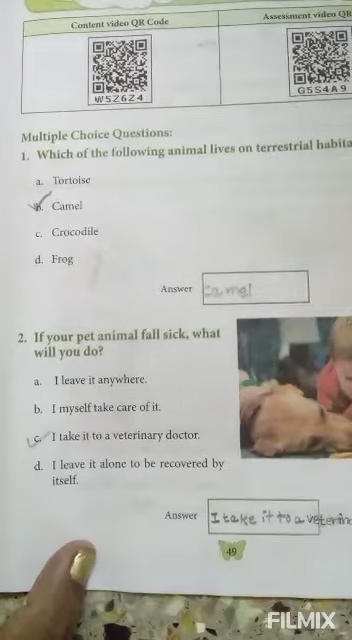 Content video QR Code
Assessment video QR
W5Z6Z4
G5S4A9
Multiple Choice Questions:
1. Which of the following animal lives on terrestrial habita
a. Tortoise
b. Camel
c. Crocodile
d. Frog
Answer Camel
2. If your pet animal fall sick, what
will you do?
a. I leave it anywhere.
b. I myself take care of it.
c. I take it to a veterinary doctor.
d. I leave it alone to be recovered by
itself.
Answer I take it to a veterin
49
FILMIX